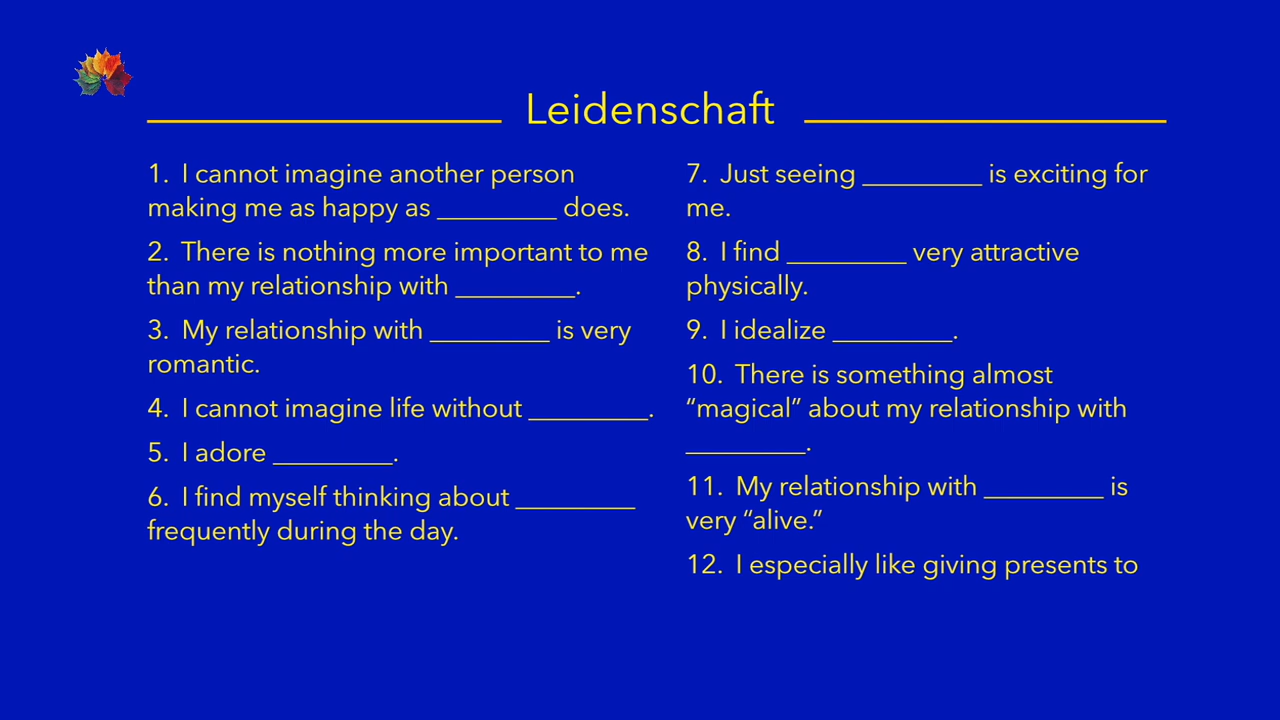 Leidenschaft
1. I cannot imagine another person
making me as happy as _________ does.
2. There is nothing more important to me
than my relationship with _________.
3. My relationship with _________ is very
romantic.
4. I cannot imagine life without _________.
5. I adore _________.
6. I find myself thinking about _________
frequently during the day.
7. Just seeing _________ is exciting for
me.
8. I find _________ very attractive
physically.
9. I idealize _________.
10. There is something almost
“magical” about my relationship with
_________.
11. My relationship with _________ is
very “alive.”
12. I especially like giving presents to